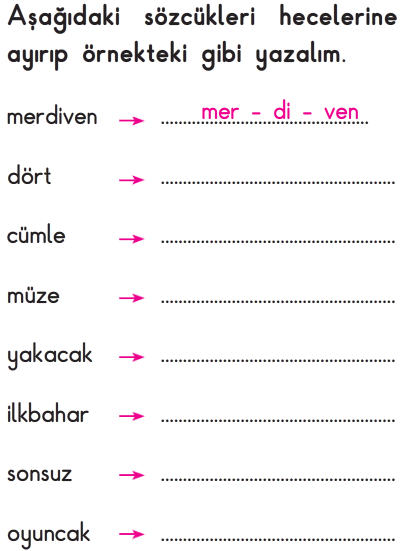 Aşağıdaki sözcükleri hecelerine
ayırıp örnekteki gibi yazalım.
merdiven → mer - di - ven
dört → ............................................
cümle → ............................................
müze → ............................................
yakacak → ............................................
ilkbahar → ............................................
sonsuz → ............................................
oyuncak → ............................................